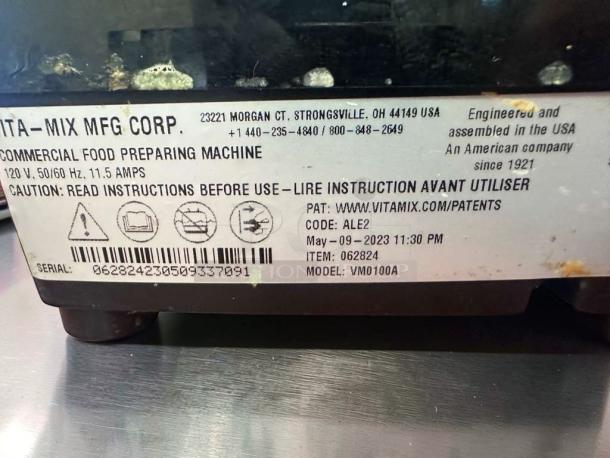 ITA-MIX MFG CORP.
23221 MORGAN CT. STRONGSVILLE, OH 44149 USA
+1 440-235-4840 / 800-848-2649
Engineered and
assembled in the USA
An American company
since 1921
COMMERCIAL FOOD PREPARING MACHINE
120 V, 50/60 Hz, 11.5 AMPS
CAUTION: READ INSTRUCTIONS BEFORE USE-LIRE INSTRUCTION AVANT UTILISER
PAT: WWW.VITAMIX.COM/PATENTS
CODE: ALE2
May-09-2023 11:30 PM
ITEM: 062824
MODEL: VM0100A
SERIAL: 062824230509337091